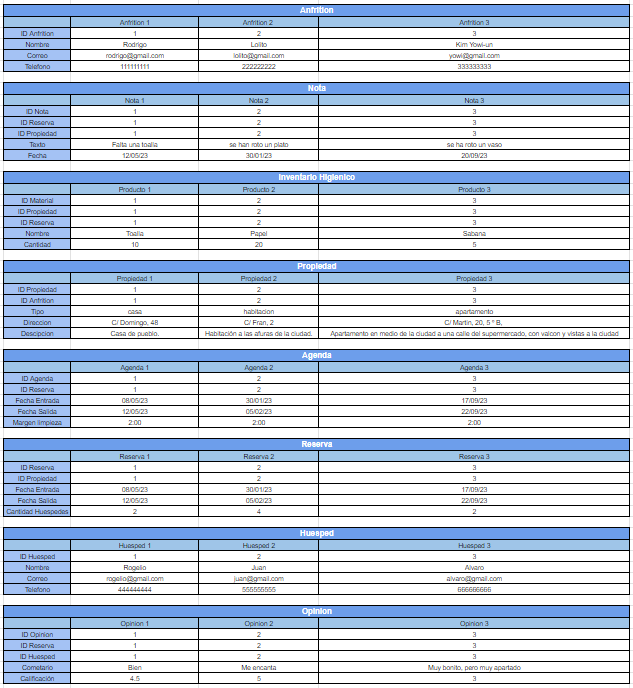 Anfrition
Anfrition 1 Anfrition 2 Anfrition 3
ID Anfrition 1 2 3
Nombre Rodrigo Lolito Kim Yowi-un
Correo rodrigo@gmail.com lolito@gmail.com yowi@gmail.com
Telefono 111111111 222222222 333333333
Nota
Nota 1 Nota 2 Nota 3
ID Nota 1 2 3
ID Reserva 1 2 3
ID Propiedad 1 2 3
Texto Falta una toalla se han roto un plato se ha roto un vaso
Fecha 12/05/23 30/01/23 20/09/23
Inventario Higienico
Producto 1 Producto 2 Producto 3
ID Material 1 2 3
ID Propiedad 1 2 3
ID Reserva 1 2 3
Nombre Toalla Papel Sabana
Cantidad 10 20 5
Propiedad
Propiedad 1 Propiedad 2 Propiedad 3
ID Propiedad 1 2 3
ID Anfrition 1 2 3
Tipo casa habitacion apartamento
Direccion C/ Domingo, 48 C/ Fran, 2 C/ Martin, 20, 5 º B,
Descipcion Casa de pueblo. Habitación a las afuras de la ciudad. Apartamento en medio de la ciudad a una calle del supermercado, con valcon y vistas a la ciudad
Agenda
Agenda 1 Agenda 2 Agenda 3
ID Agenda 1 2 3
ID Reserva 1 2 3
Fecha Entrada 08/05/23 30/01/23 17/09/23
Fecha Salida 12/05/23 05/02/23 22/09/23
Margen limpieza 2:00 2:00 2:00
Reserva
Reserva 1 Reserva 2 Reserva 3
ID Reserva 1 2 3
ID Propiedad 1 2 3
Fecha Entrada 08/05/23 30/01/23 17/09/23
Fecha Salida 12/05/23 05/02/23 22/09/23
Cantidad Huespedes 2 4 2
Huesped
Huesped 1 Huesped 2 Huesped 3
ID Huesped 1 2 3
Nombre Rogelio Juan Alvaro
Correo rogelio@gmail.com juan@gmail.com alvaro@gmail.com
Telefono 444444444 555555555 666666666
Opinion
Opinion 1 Opinion 2 Opinion 3
ID Opinion 1 2 3
ID Reserva 1 2 3
ID Huesped 1 2 3
Cometario Bien Me encanta Muy bonito, pero muy apartado
Calificación 4.5 5 3